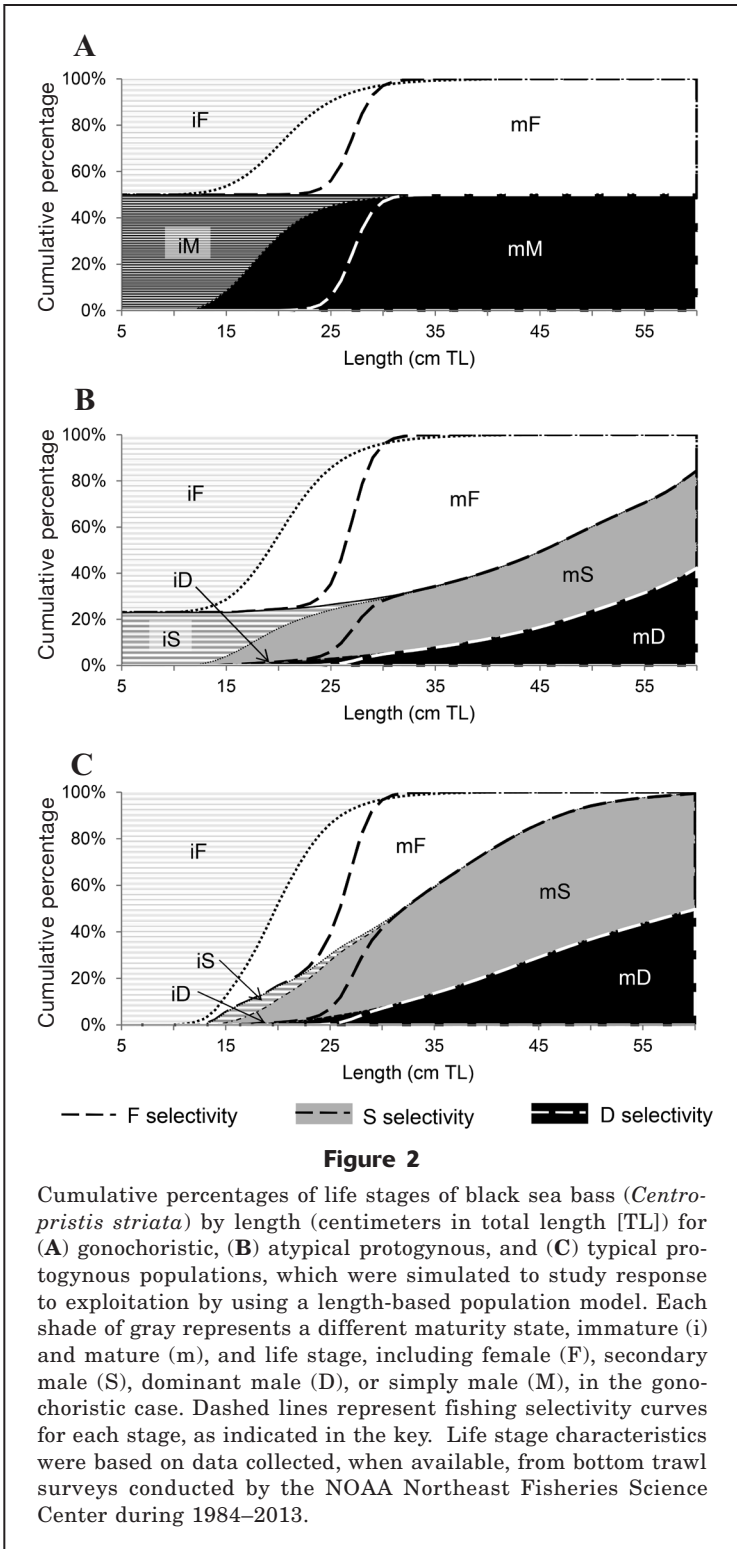 A
Cumulative percentage
100%
80%
60%
40%
20%
0%
iF
mF
iM
mM
5 15 25 35 45 55
Length (cm TL)
B
Cumulative percentage
100%
80%
60%
40%
20%
0%
iF
mF
iD
mS
iS
mD
5 15 25 35 45 55
Length (cm TL)
C
Cumulative percentage
100%
80%
60%
40%
20%
0%
iF
mF
iS
mS
iD
mD
5 15 25 35 45 55
Length (cm TL)
F selectivity S selectivity D selectivity
Figure 2
Cumulative percentages of life stages of black sea bass (Centro-
pristis striata) by length (centimeters in total length [TL]) for
(A) gonochoristic, (B) atypical protogynous, and (C) typical pro-
togynous populations, which were simulated to study response
to exploitation by using a length-based population model. Each
shade of gray represents a different maturity state, immature (i)
and mature (m), and life stage, including female (F), secondary
male (S), dominant male (D), or simply male (M), in the gono-
choristic case. Dashed lines represent fishing selectivity curves
for each stage, as indicated in the key. Life stage characteristics
were based on data collected, when available, from bottom trawl
surveys conducted by the NOAA Northeast Fisheries Science
Center during 1984–2013.